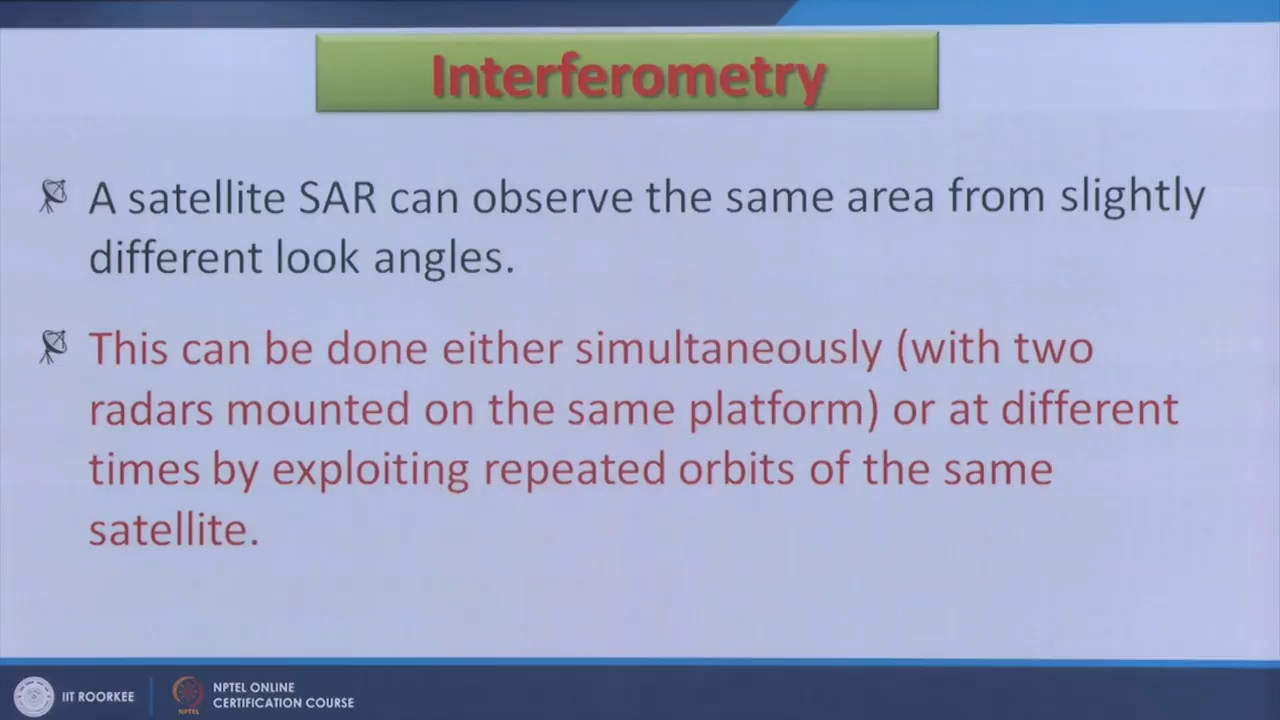 Interferometry
A satellite SAR can observe the same area from slightly
different look angles.
This can be done either simultaneously (with two
radars mounted on the same platform) or at different
times by exploiting repeated orbits of the same
satellite.
IIT ROORKEE
NPTEL
NPTEL ONLINE
CERTIFICATION COURSE